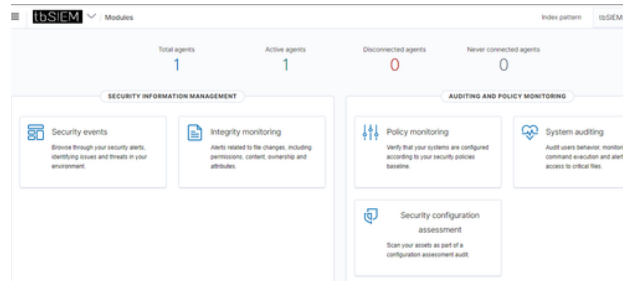 tbSIEM / Modules Index pattern tbSIEM
Total agents Active agents Disconnected agents Never connected agents
1 1 0 0
SECURITY INFORMATION MANAGEMENT
Security events
Browse through your security alerts,
identifying issues and threats in your
environment.
Integrity monitoring
Alerts related to file changes, including
permissions, content, ownership and
attributes.
AUDITING AND POLICY MONITORING
Policy monitoring
Verify that your systems are configured
according to your security policies
baseline.
System auditing
Audit users behavior, monitor
command execution and alert
access to critical files.
Security configuration
assessment
Scan your assets as part of a
configuration assessment audit.